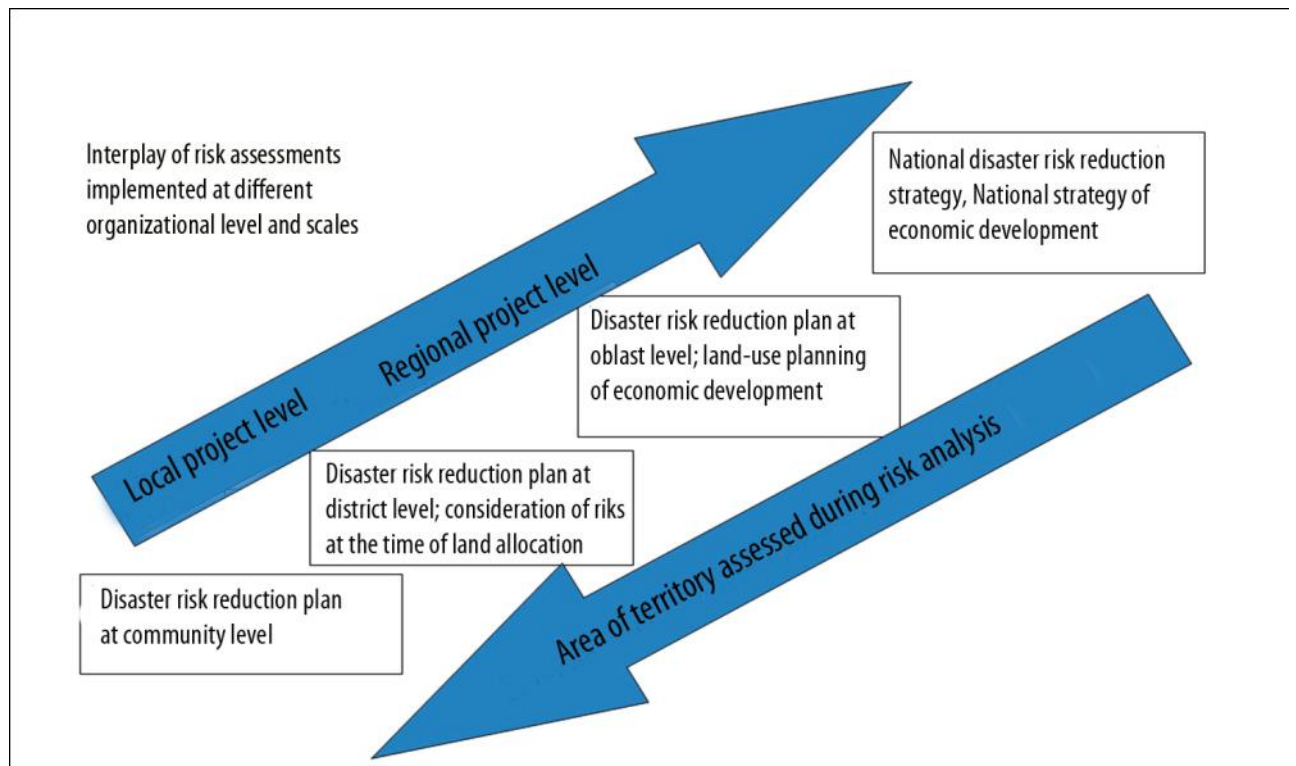 Interplay of risk assessments
implemented at different
organizational level and scales
National disaster risk reduction
strategy, National strategy of
economic development
Local project level
Regional project level
Disaster risk reduction plan at
oblast level; land-use planning
of economic development
Disaster risk reduction plan at
district level; consideration of riks
at the time of land allocation
Disaster risk reduction plan
at community level
Area of territory assessed during risk analysis